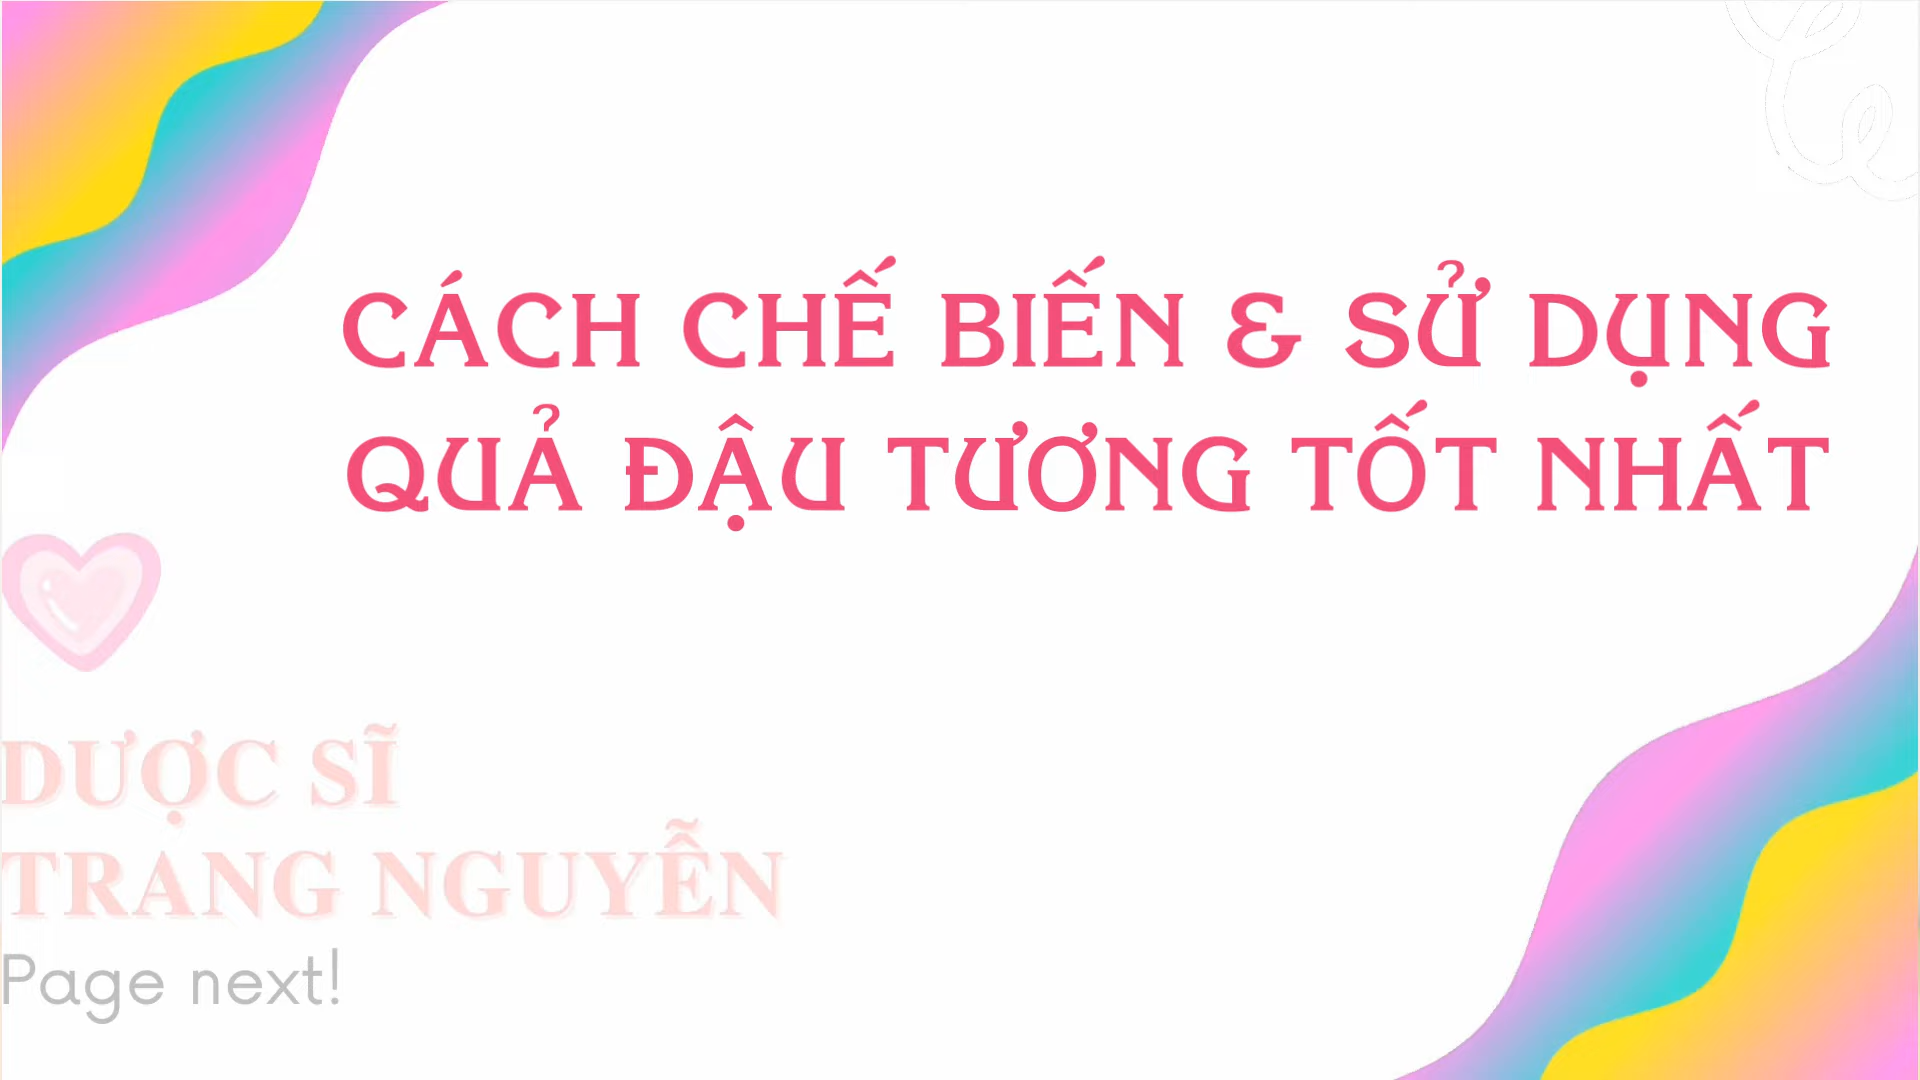 CÁCH CHẾ BIẾN & SỬ DỤNG
QUẢ ĐẬU TƯƠNG TỐT NHẤT
DƯỢC SĨ
TRANG NGUYỄN
Page next!